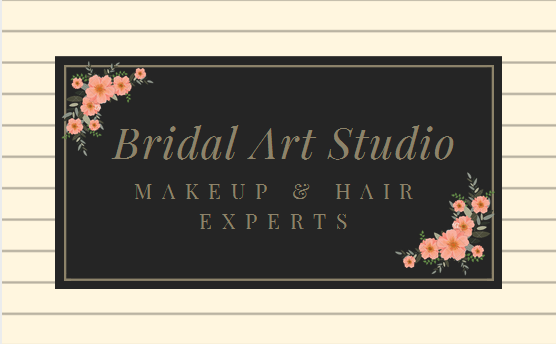 Bridal Art Studio
MAKEUP & HAIR
EXPERTS